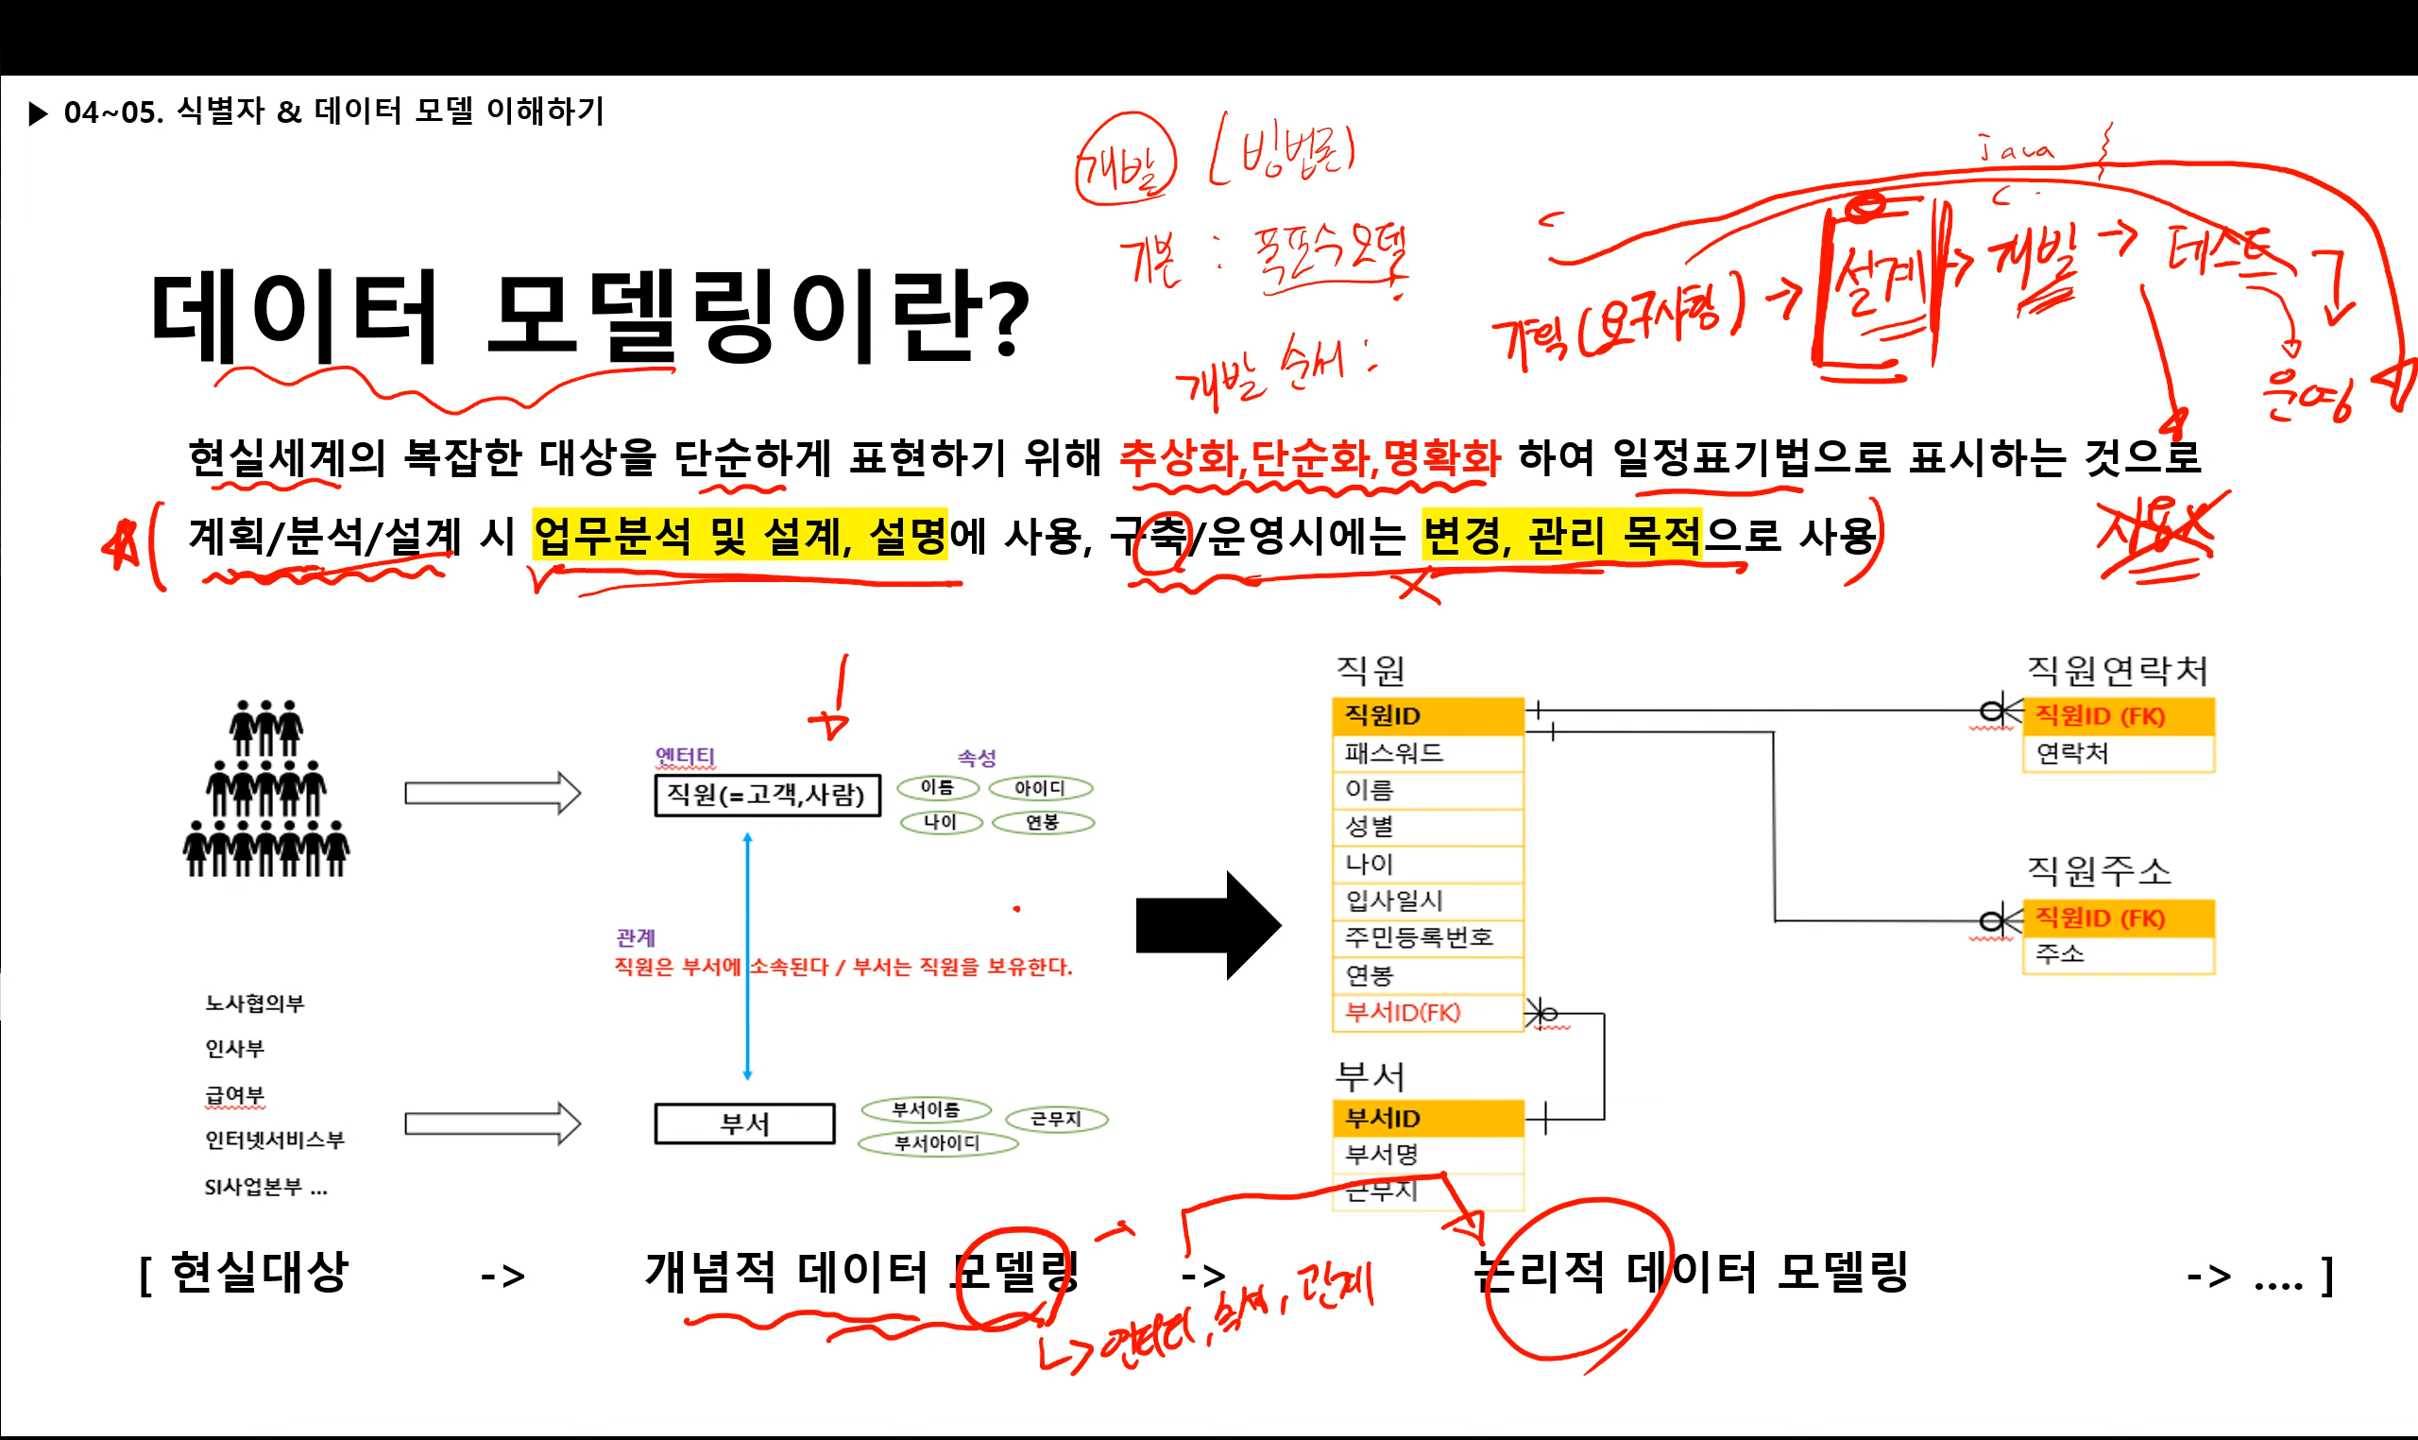 ▶ 04~05. 식별자 & 데이터 모델 이해하기
개발 (방법론)
기본 : 폭포수 모델
개발 순서 :
java
c
기획 (요구사항) → 설계 → 개발 → 테스트
운영
데이터 모델링이란?
현실세계의 복잡한 대상을 단순하게 표현하기 위해 추상화,단순화,명확화 하여 일정표기법으로 표시하는 것으로
계획/분석/설계 시 업무분석 및 설계, 설명에 사용, 구축/운영시에는 변경, 관리 목적으로 사용
엔터티
속성
직원(=고객,사람)
이름
아이디
나이
연봉
관계
직원은 부서에 소속된다 / 부서는 직원을 보유한다.
노사협의부
인사부
급여부
인터넷서비스부
SI사업본부 ...
부서
부서이름
근무지
부서아이디
직원
직원ID
패스워드
이름
성별
나이
입사일시
주민등록번호
연봉
부서ID(FK)
부서
부서ID
부서명
근무지
직원연락처
직원ID (FK)
연락처
직원주소
직원ID (FK)
주소
[ 현실대상 -> 개념적 데이터 모델링 -> 논리적 데이터 모델링 -> .... ]
↳ 엔터티, 속성, 관계